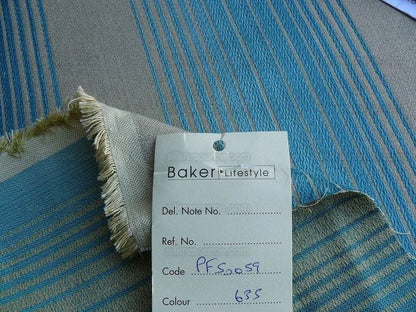 Baker Lifestyle
Del. Note No. ..................
Ref. No. ..................
Code PF50059
Colour 635